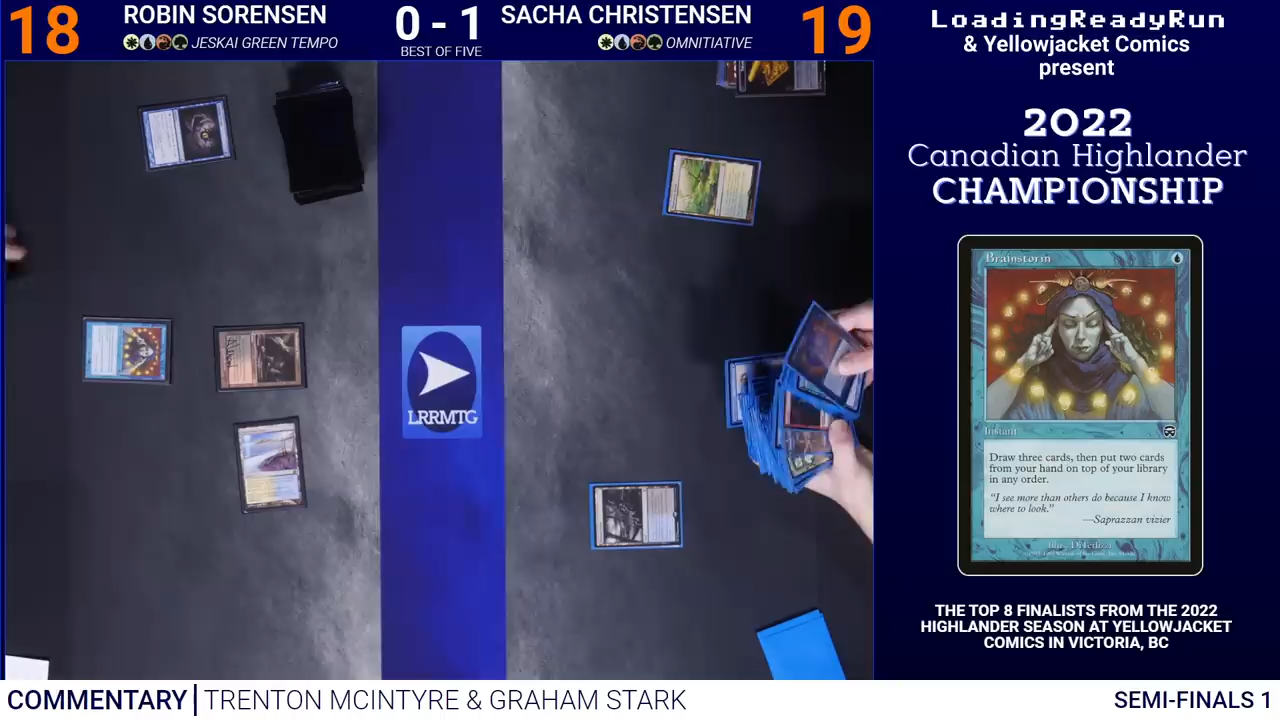 18
ROBIN SORENSEN
JESKAI GREEN TEMPO
0 - 1
BEST OF FIVE
SACHA CHRISTENSEN
OMNITIATIVE
19
LoadingReadyRun
& Yellowjacket Comics
present
2022
Canadian Highlander
CHAMPIONSHIP
Brainstorm
Instant
Draw three cards, then put two cards
from your hand on top of your library
in any order.
"I see more than others do because I know
where to look."
—Saprazzan vizier
LRRMTG
THE TOP 8 FINALISTS FROM THE 2022
HIGHLANDER SEASON AT YELLOWJACKET
COMICS IN VICTORIA, BC
COMMENTARY TRENTON MCINTYRE & GRAHAM STARK
SEMI-FINALS 1